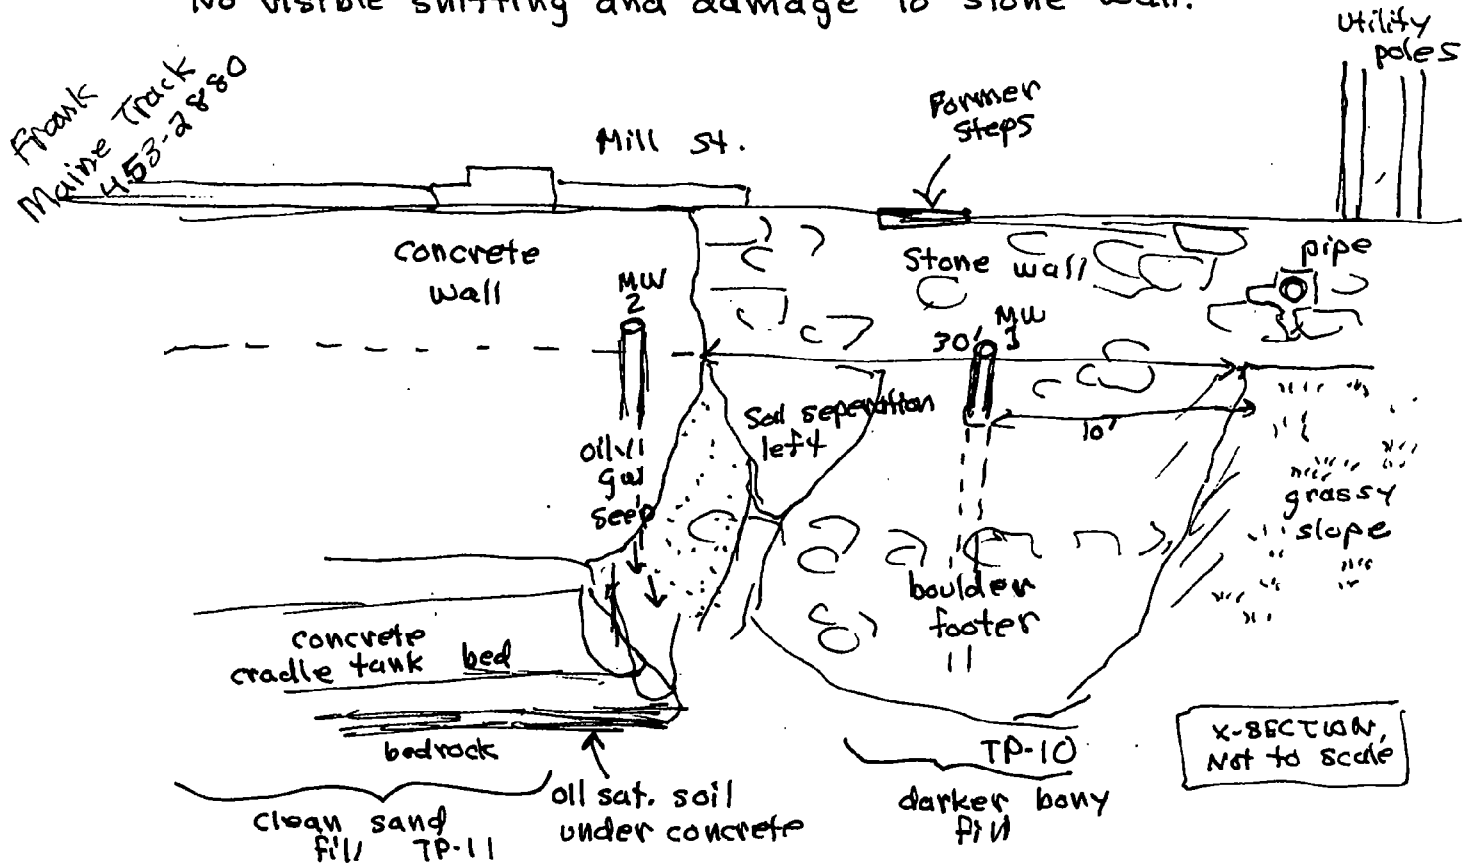 No visible shifting and damage to stone wall.
Utility
poles
Frank
Maine Track
453-2880
Mill St.
Former
steps
concrete
wall
MW
2
Stone wall
pipe
30'
MW
3
Soil seperation
left
10'
oil
gw
seep
grassy
slope
boulder
footer
concrete
cradle tank bed
bedrock
TP-10
X-SECTION,
Not to scale
clean sand
fill TP-11
oil sat. soil
under concrete
darker bony
fill